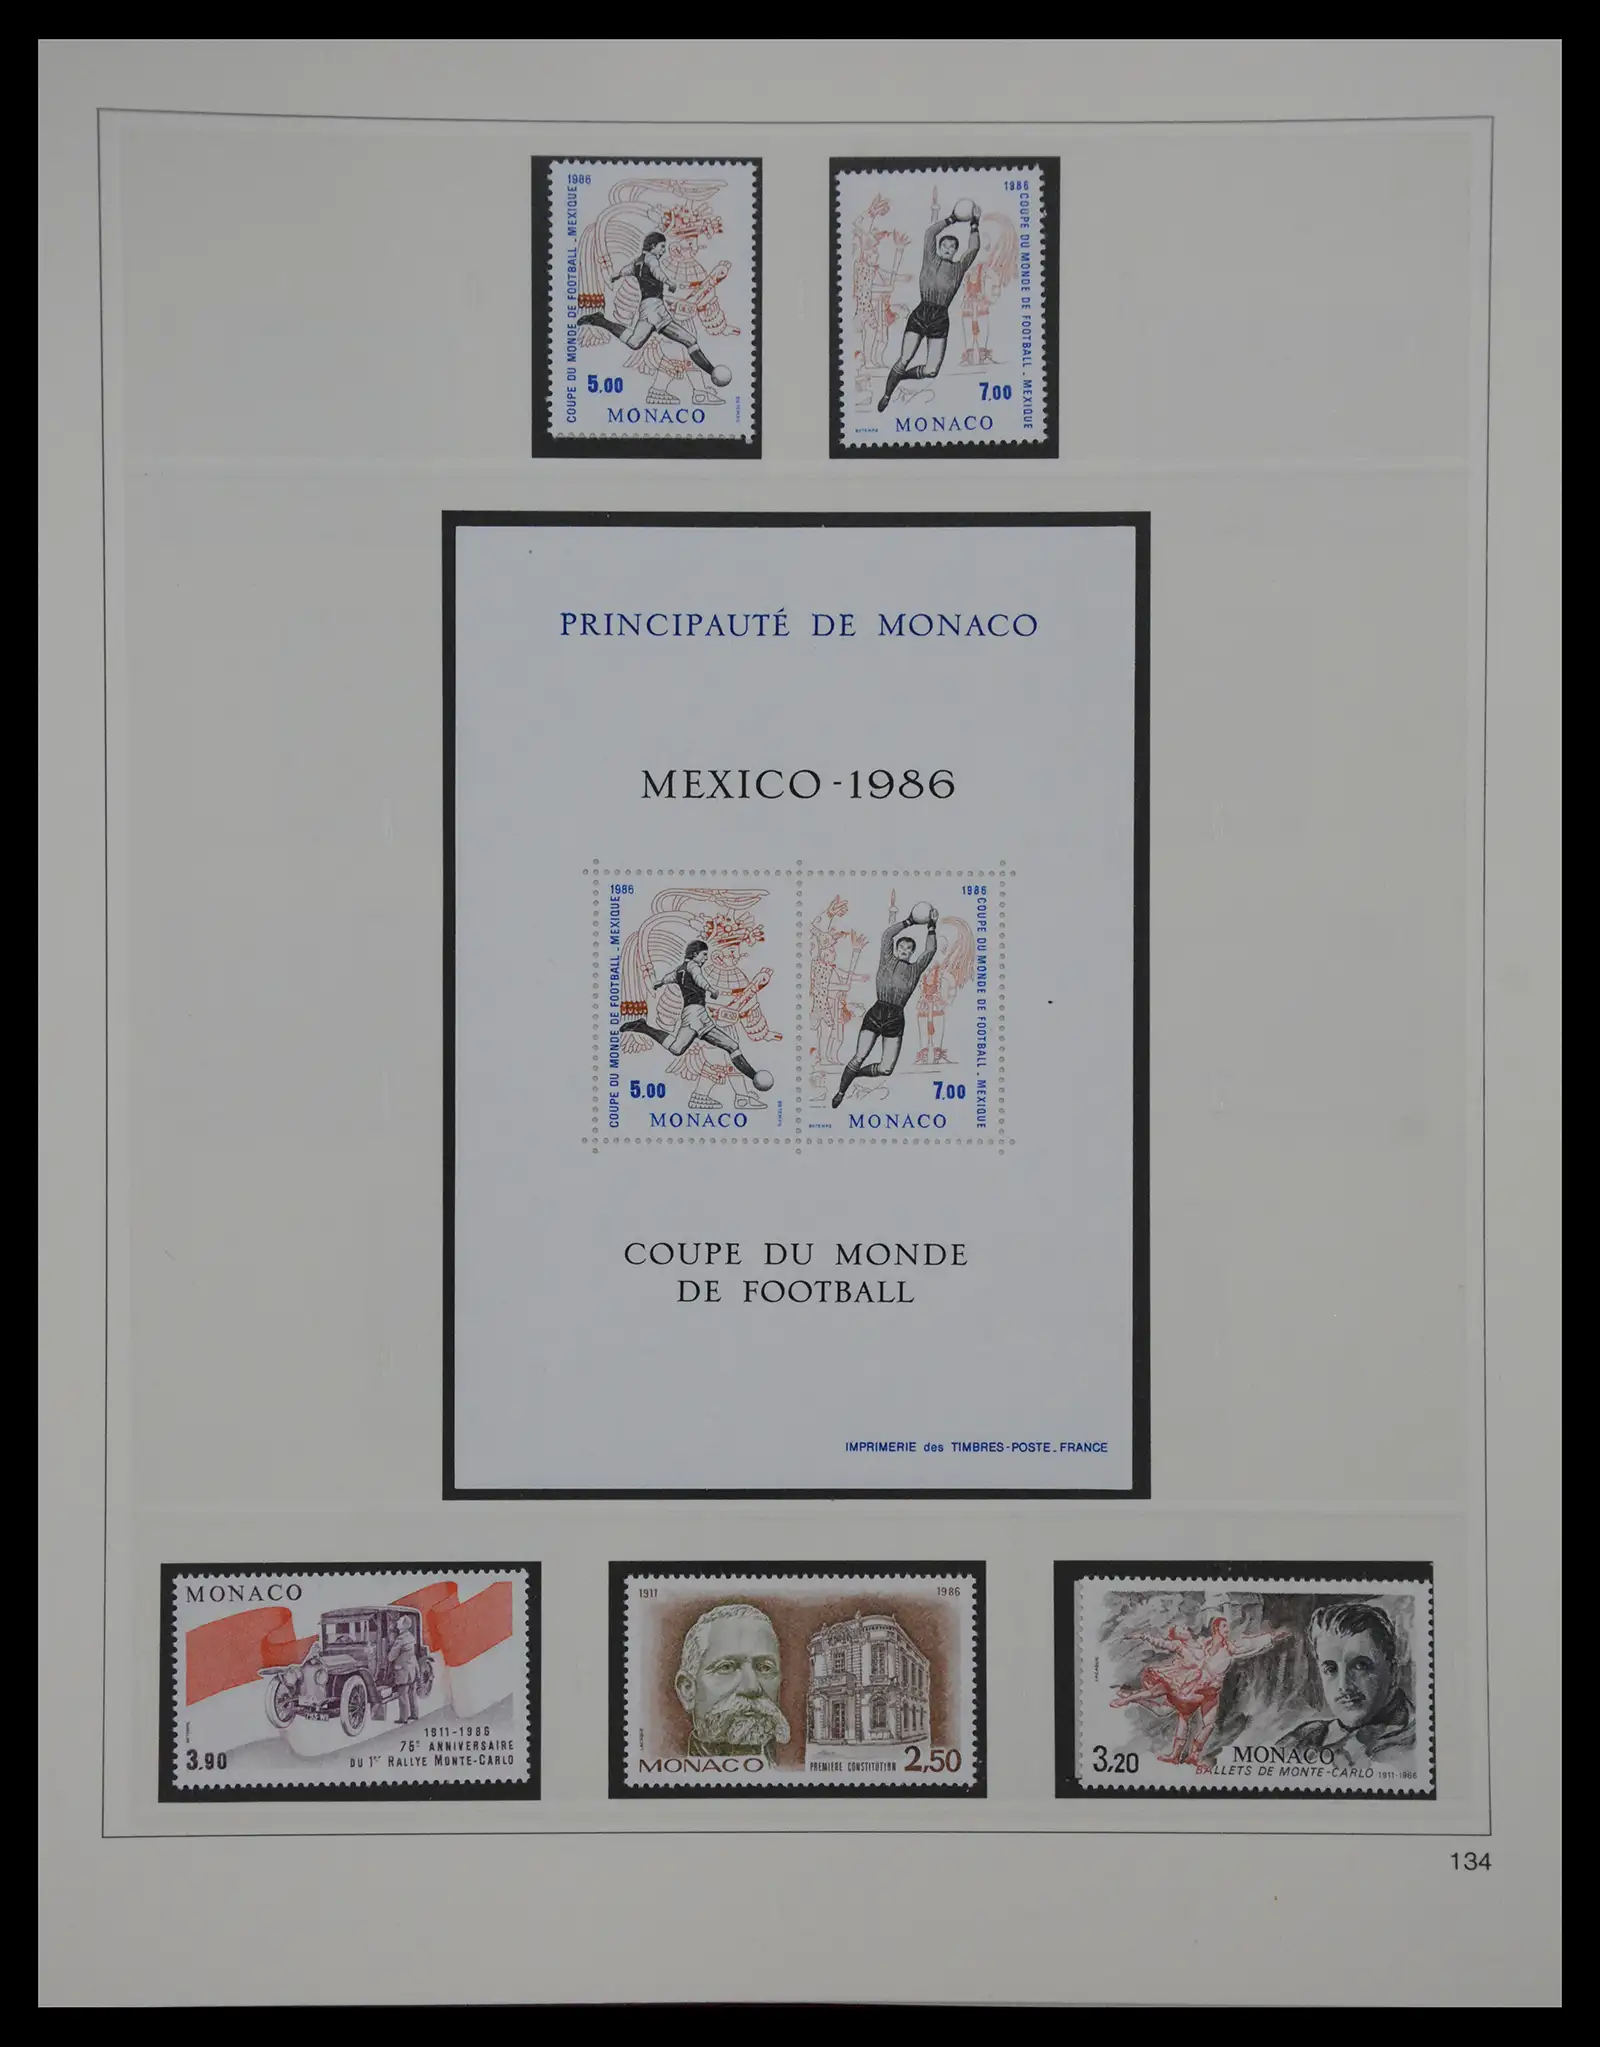 1986
COUPE DU MONDE DE FOOTBALL - MEXIQUE
5.00
MONACO
1986
COUPE DU MONDE DE FOOTBALL - MEXIQUE
7.00
BETEMPS
MONACO
PRINCIPAUTÉ DE MONACO
MEXICO - 1986
1986
COUPE DU MONDE DE FOOTBALL - MEXIQUE
5.00
MONACO
1986
COUPE DU MONDE DE FOOTBALL - MEXIQUE
7.00
BETEMPS
MONACO
COUPE DU MONDE
DE FOOTBALL
IMPRIMERIE des TIMBRES-POSTE - FRANCE
MONACO
1911-1986
75e ANNIVERSAIRE
DU 1er RALLYE MONTE-CARLO
3.90
1911
1986
MONACO
PREMIÈRE CONSTITUTION
2,50
3,20
MONACO
BALLETS DE MONTE-CARLO 1911-1986
134